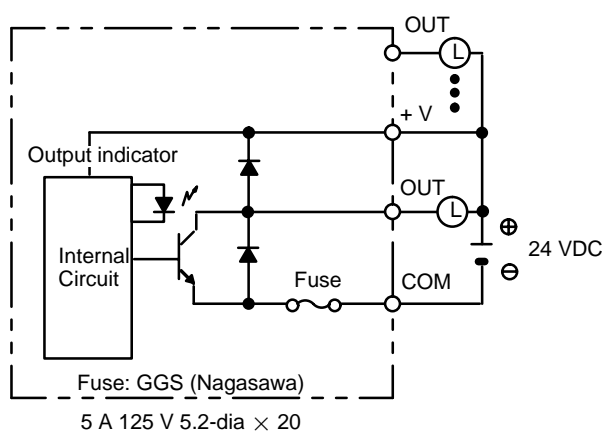 OUT
L
+ V
Output indicator
OUT
L
⊕
24 VDC
Internal
Circuit
Fuse
COM
⊖
Fuse: GGS (Nagasawa)
5 A 125 V 5.2-dia × 20